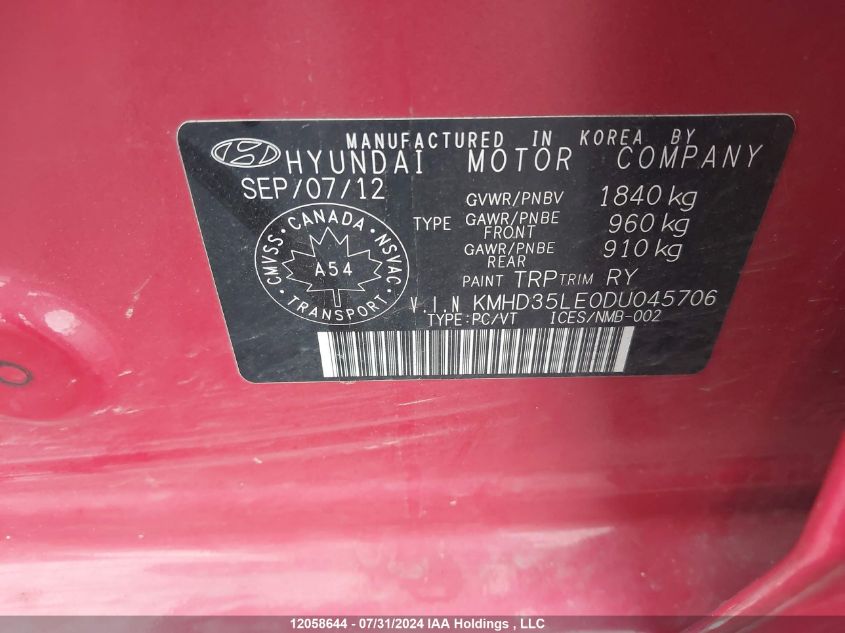 MANUFACTURED IN KOREA BY
HYUNDAI MOTOR COMPANY
SEP/07/12
GVWR/PNBV 1840 kg
TYPE GAWR/PNBE FRONT 960 kg
GAWR/PNBE REAR 910 kg
PAINT TRP TRIM RY
V.I.N KMHD35LE0DU045706
TYPE:PC/VT ICES/NMB-002
CANADA
CMVSS
NSVAC
A54
TRANSPORT
12058644 - 07/31/2024 IAA Holdings , LLC